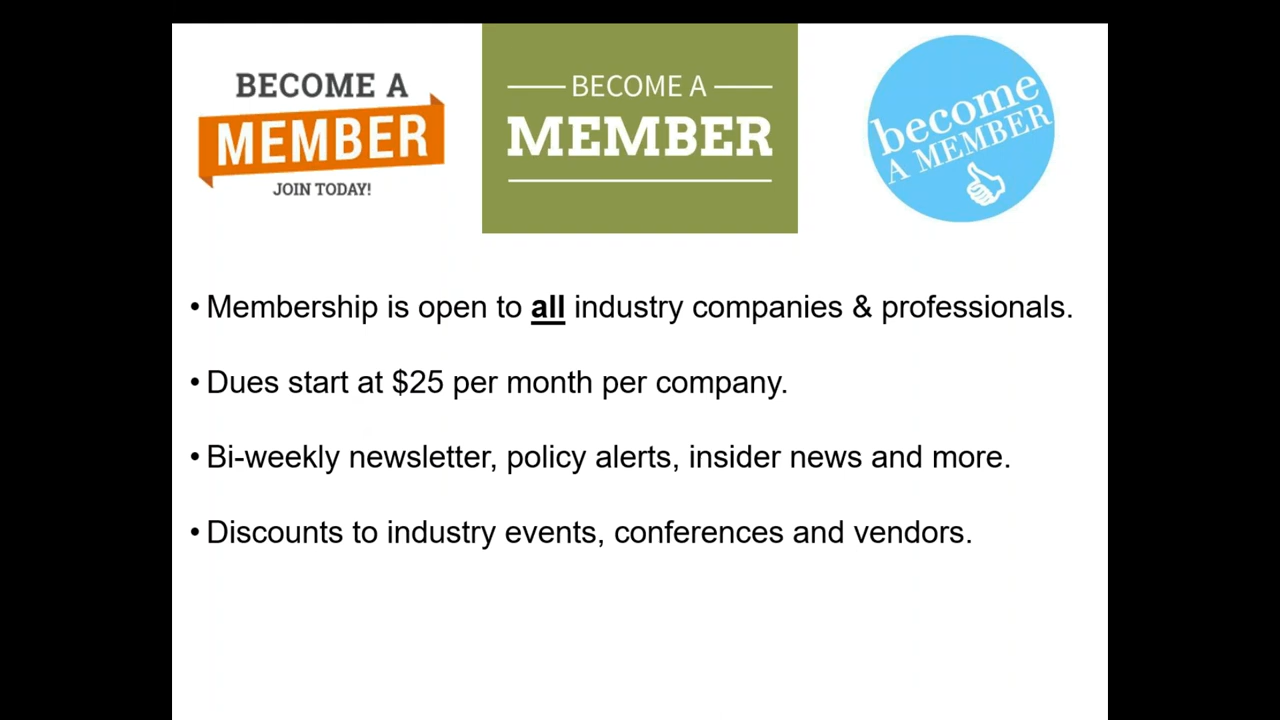 BECOME A
MEMBER
JOIN TODAY!
BECOME A
MEMBER
become
A MEMBER
• Membership is open to all industry companies & professionals.
• Dues start at $25 per month per company.
• Bi-weekly newsletter, policy alerts, insider news and more.
• Discounts to industry events, conferences and vendors.